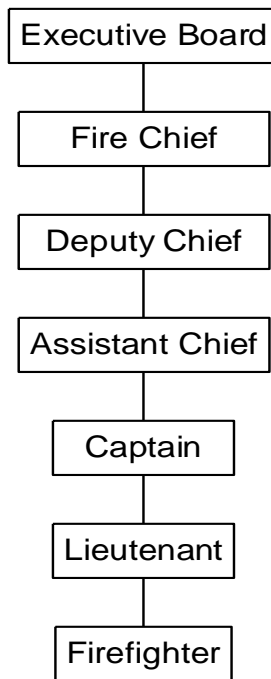 Executive Board
Fire Chief
Deputy Chief
Assistant Chief
Captain
Lieutenant
Firefighter